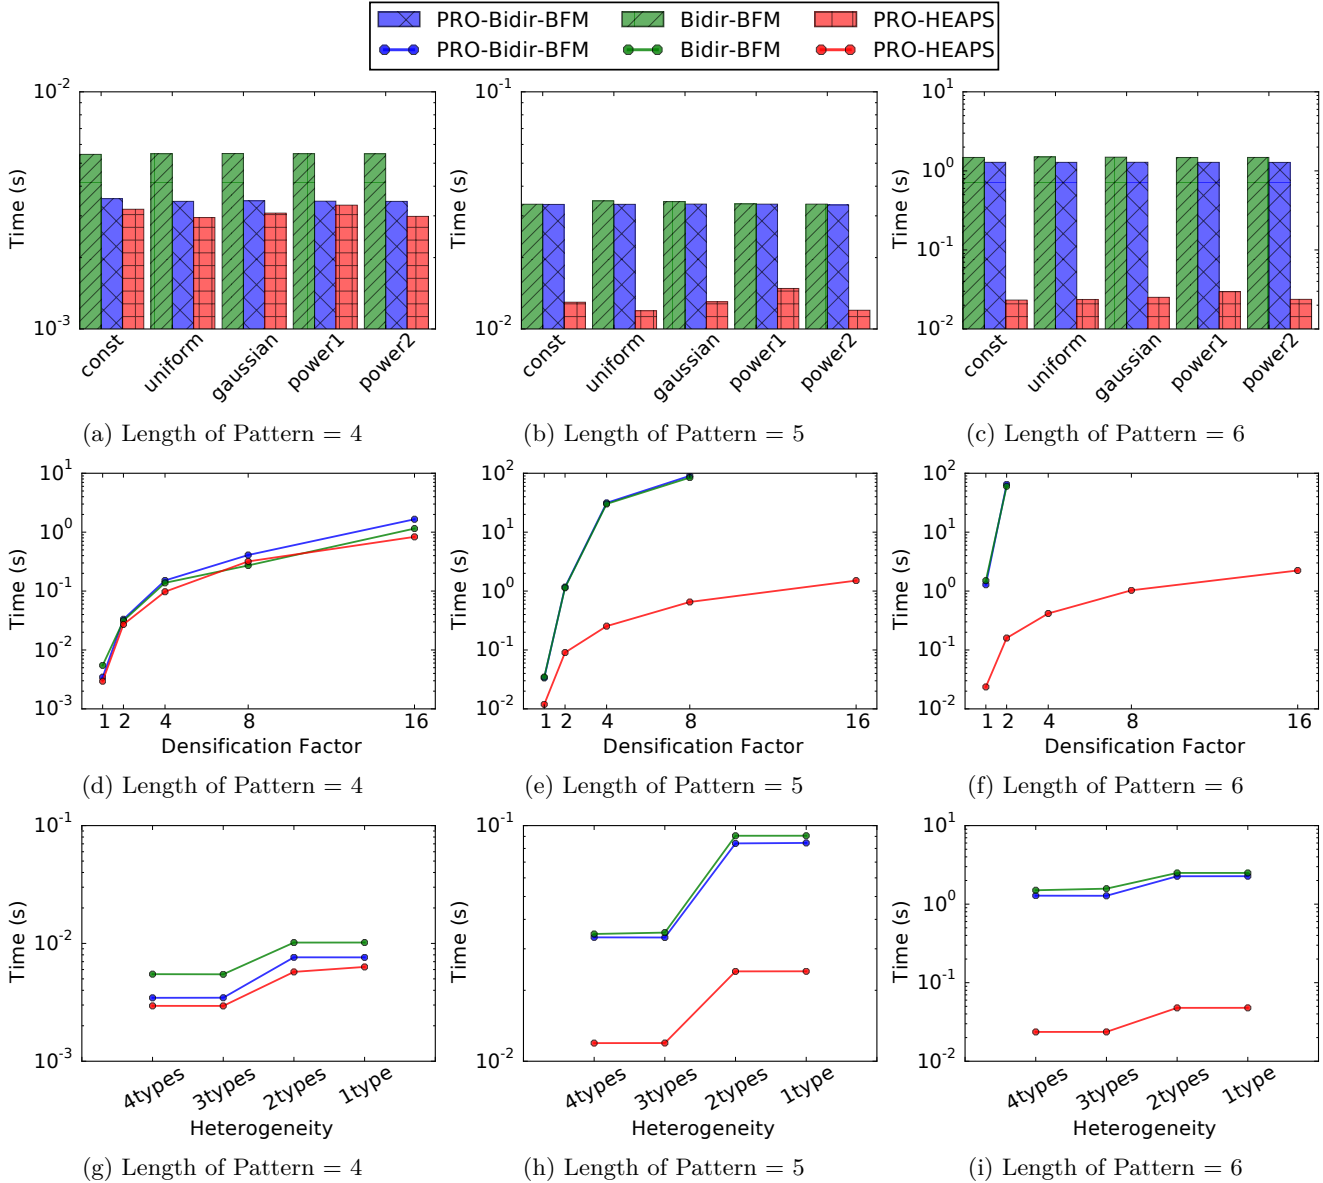 PRO-Bidir-BFM Bidir-BFM PRO-HEAPS
PRO-Bidir-BFM Bidir-BFM PRO-HEAPS
Time (s)
10^-2
10^-3
const uniform gaussian power1 power2
(a) Length of Pattern = 4
Time (s)
10^-1
10^-2
const uniform gaussian power1 power2
(b) Length of Pattern = 5
Time (s)
10^1
10^0
10^-1
10^-2
const uniform gaussian power1 power2
(c) Length of Pattern = 6
Time (s)
10^1
10^0
10^-1
10^-2
10^-3
1 2 4 8 16
Densification Factor
(d) Length of Pattern = 4
Time (s)
10^2
10^1
10^0
10^-1
10^-2
1 2 4 8 16
Densification Factor
(e) Length of Pattern = 5
Time (s)
10^2
10^1
10^0
10^-1
10^-2
1 2 4 8 16
Densification Factor
(f) Length of Pattern = 6
Time (s)
10^-1
10^-2
10^-3
4types 3types 2types 1type
Heterogeneity
(g) Length of Pattern = 4
Time (s)
10^-1
10^-2
4types 3types 2types 1type
Heterogeneity
(h) Length of Pattern = 5
Time (s)
10^1
10^0
10^-1
10^-2
4types 3types 2types 1type
Heterogeneity
(i) Length of Pattern = 6